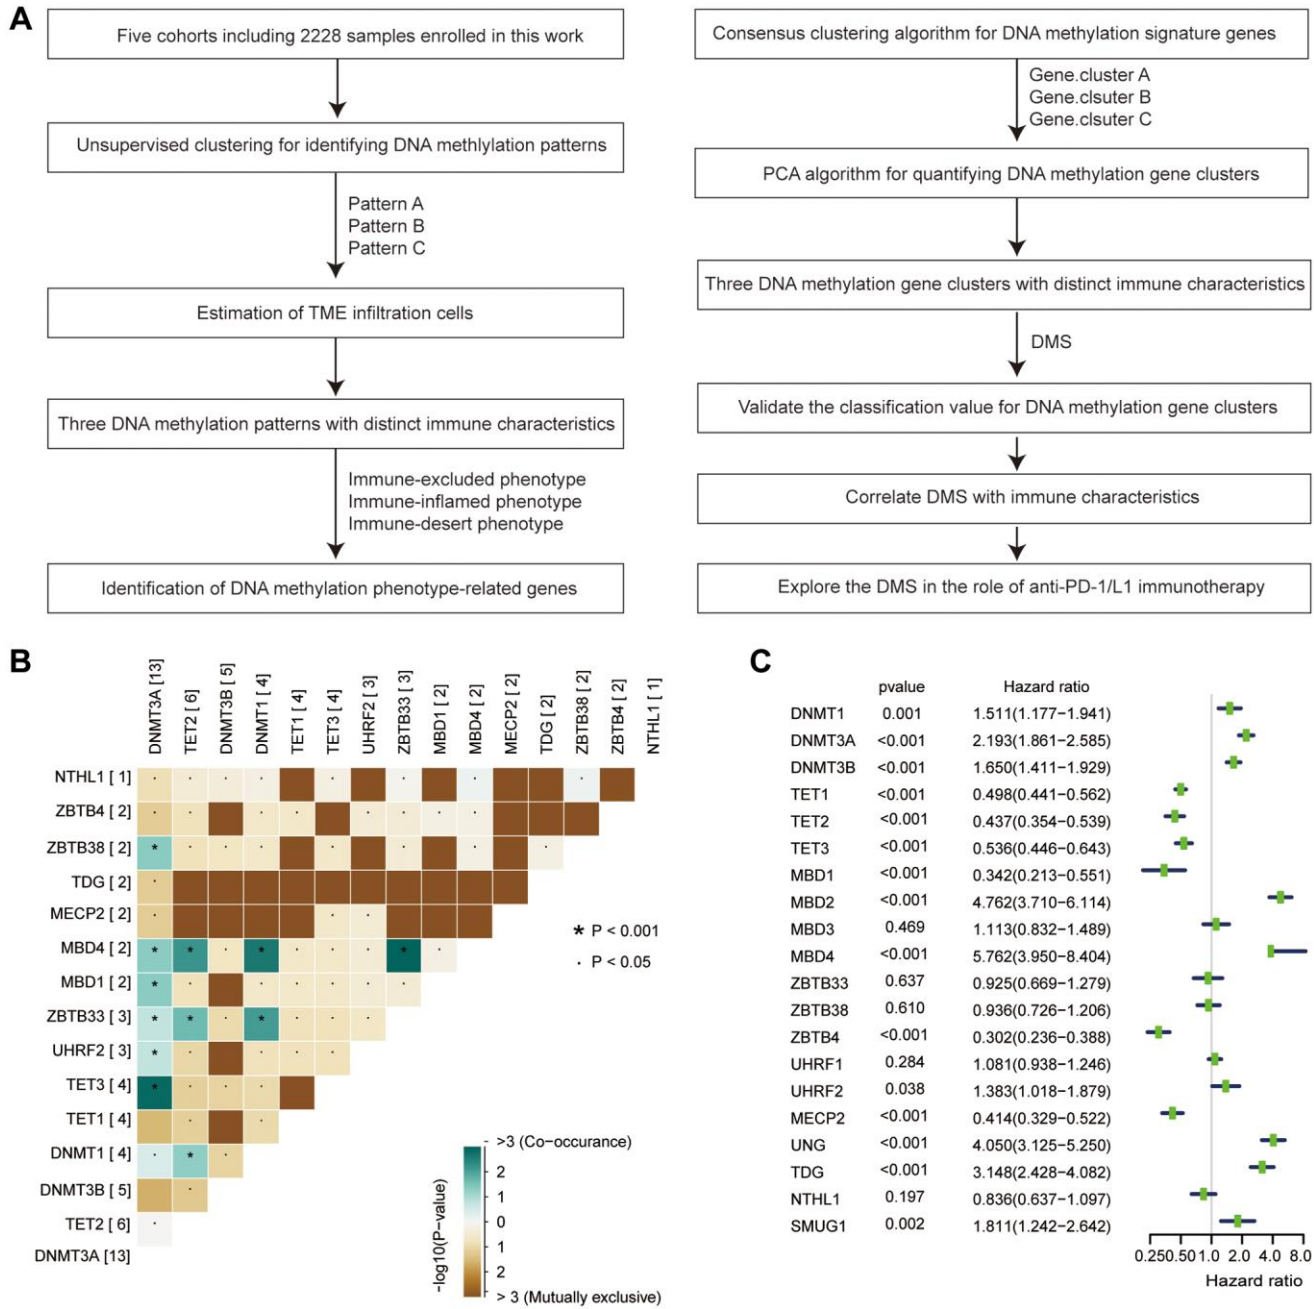 A
Five cohorts including 2228 samples enrolled in this work
Unsupervised clustering for identifying DNA methlylation patterns
Pattern A
Pattern B
Pattern C
Estimation of TME infiltration cells
Three DNA methylation patterns with distinct immune characteristics
Immune-excluded phenotype
Immune-inflamed phenotype
Immune-desert phenotype
Identification of DNA methylation phenotype-related genes
Consensus clustering algorithm for DNA methylation signature genes
Gene.cluster A
Gene.clsuter B
Gene.clsuter C
PCA algorithm for quantifying DNA methylation gene clusters
Three DNA methylation gene clusters with distinct immune characteristics
DMS
Validate the classification value for DNA methylation gene clusters
Correlate DMS with immune characteristics
Explore the DMS in the role of anti-PD-1/L1 immunotherapy
B
DNMT3A [13]
TET2 [ 6]
DNMT3B [ 5]
DNMT1 [ 4]
TET1 [ 4]
TET3 [ 4]
UHRF2 [ 3]
ZBTB33 [ 3]
MBD1 [ 2]
MBD4 [ 2]
MECP2 [ 2]
TDG [ 2]
ZBTB38 [ 2]
ZBTB4 [ 2]
NTHL1 [ 1]
NTHL1 [ 1]
ZBTB4 [ 2]
ZBTB38 [ 2]
TDG [ 2]
MECP2 [ 2]
MBD4 [ 2]
MBD1 [ 2]
ZBTB33 [ 3]
UHRF2 [ 3]
TET3 [ 4]
TET1 [ 4]
DNMT1 [ 4]
DNMT3B [ 5]
TET2 [ 6]
DNMT3A [13]
* P < 0.001
· P < 0.05
-log10(P-value)
>3 (Co-occurance)
2
1
0
1
2
> 3 (Mutually exclusive)
C
pvalue Hazard ratio
DNMT1 0.001 1.511(1.177-1.941)
DNMT3A <0.001 2.193(1.861-2.585)
DNMT3B <0.001 1.650(1.411-1.929)
TET1 <0.001 0.498(0.441-0.562)
TET2 <0.001 0.437(0.354-0.539)
TET3 <0.001 0.536(0.446-0.643)
MBD1 <0.001 0.342(0.213-0.551)
MBD2 <0.001 4.762(3.710-6.114)
MBD3 0.469 1.113(0.832-1.489)
MBD4 <0.001 5.762(3.950-8.404)
ZBTB33 0.637 0.925(0.669-1.279)
ZBTB38 0.610 0.936(0.726-1.206)
ZBTB4 <0.001 0.302(0.236-0.388)
UHRF1 0.284 1.081(0.938-1.246)
UHRF2 0.038 1.383(1.018-1.879)
MECP2 <0.001 0.414(0.329-0.522)
UNG <0.001 4.050(3.125-5.250)
TDG <0.001 3.148(2.428-4.082)
NTHL1 0.197 0.836(0.637-1.097)
SMUG1 0.002 1.811(1.242-2.642)
0.25 0.50 1.0 2.0 4.0 8.0
Hazard ratio